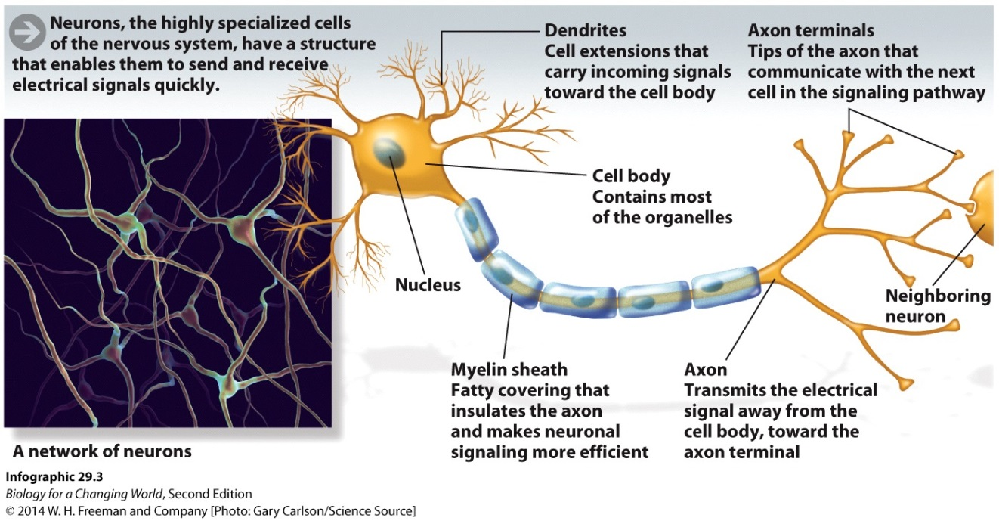 Neurons, the highly specialized cells
of the nervous system, have a structure
that enables them to send and receive
electrical signals quickly.
Dendrites
Cell extensions that
carry incoming signals
toward the cell body
Axon terminals
Tips of the axon that
communicate with the next
cell in the signaling pathway
Cell body
Contains most
of the organelles
Nucleus
Neighboring
neuron
Myelin sheath
Fatty covering that
insulates the axon
and makes neuronal
signaling more efficient
Axon
Transmits the electrical
signal away from the
cell body, toward the
axon terminal
A network of neurons
Infographic 29.3
Biology for a Changing World, Second Edition
© 2014 W. H. Freeman and Company [Photo: Gary Carlson/Science Source]